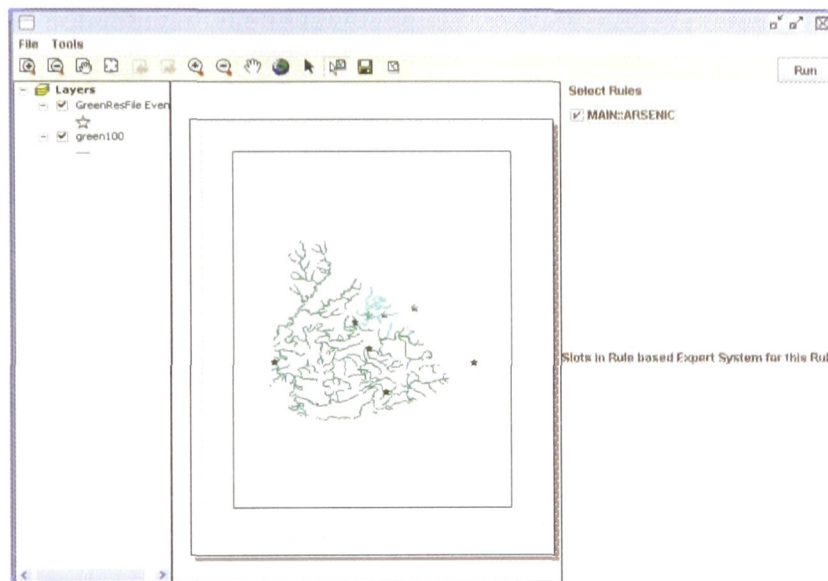 File Tools
Run
Layers
GreenResFile Even
green100
Select Rules
MAIN::ARSENIC
Slots in Rule based Expert System for this Rul